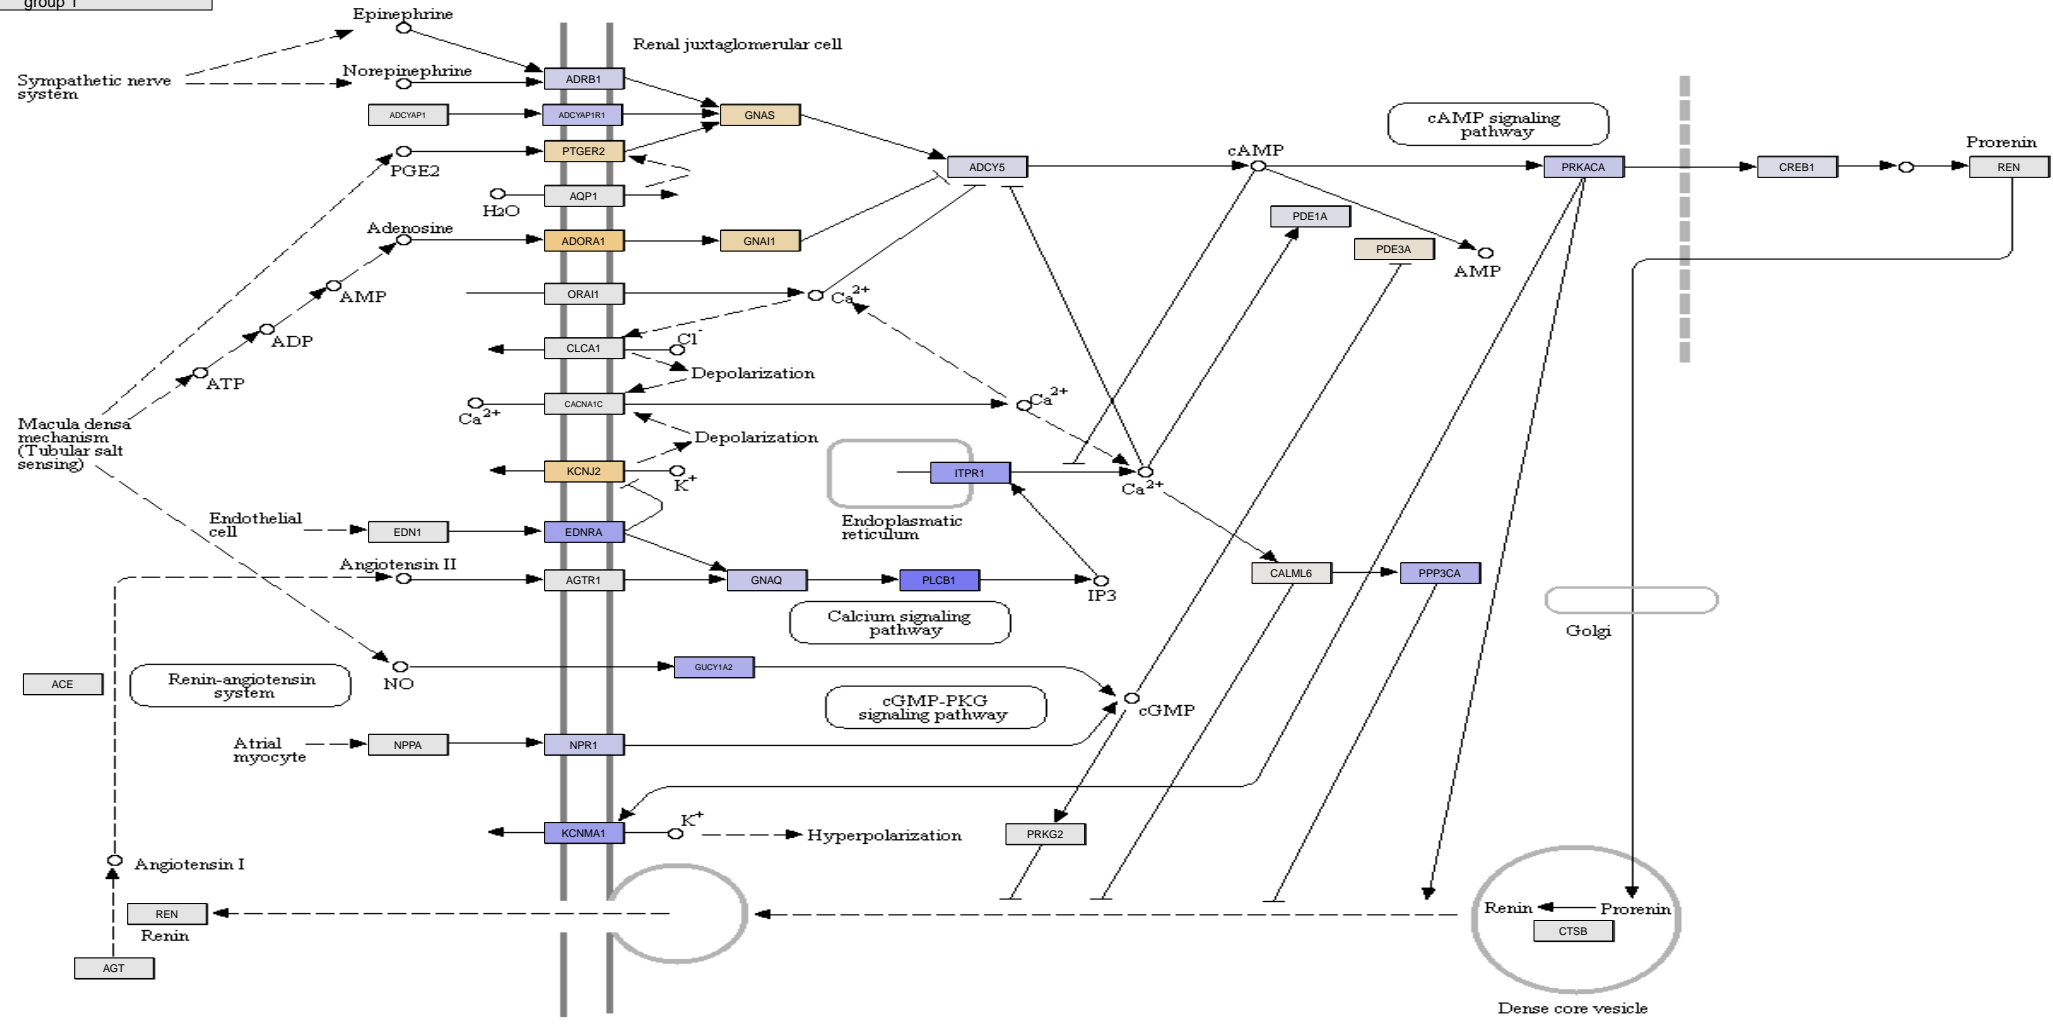 group 1
Epinephrine
Renal juxtaglomerular cell
Sympathetic nerve
system
Norepinephrine
ADRB1
ADCYAP1
ADCYAP1R1
GNAS
cAMP signaling
pathway
PTGER2
PGE2
ADCY5
cAMP
PRKACA
CREB1
Prorenin
REN
AQP1
H2O
PDE1A
Adenosine
ADORA1
GNAI1
PDE3A
AMP
ORAI1
Ca2+
AMP
ADP
CLCA1
Cl-
Depolarization
ATP
CACNA1C
Ca2+
Ca2+
Macula densa
mechanism
(Tubular salt
sensing)
Depolarization
KCNJ2
K+
ITPR1
Ca2+
Endoplasmatic
reticulum
Endothelial
cell
EDN1
EDNRA
Angiotensin II
AGTR1
GNAQ
PLCB1
IP3
CALML6
PPP3CA
Calcium signaling
pathway
Golgi
ACE
Renin-angiotensin
system
NO
GUCY1A2
cGMP-PKG
signaling pathway
cGMP
Atrial
myocyte
NPPA
NPR1
KCNMA1
K+
Hyperpolarization
PRKG2
Angiotensin I
REN
Renin
Renin
Prorenin
CTSB
AGT
Dense core vesicle